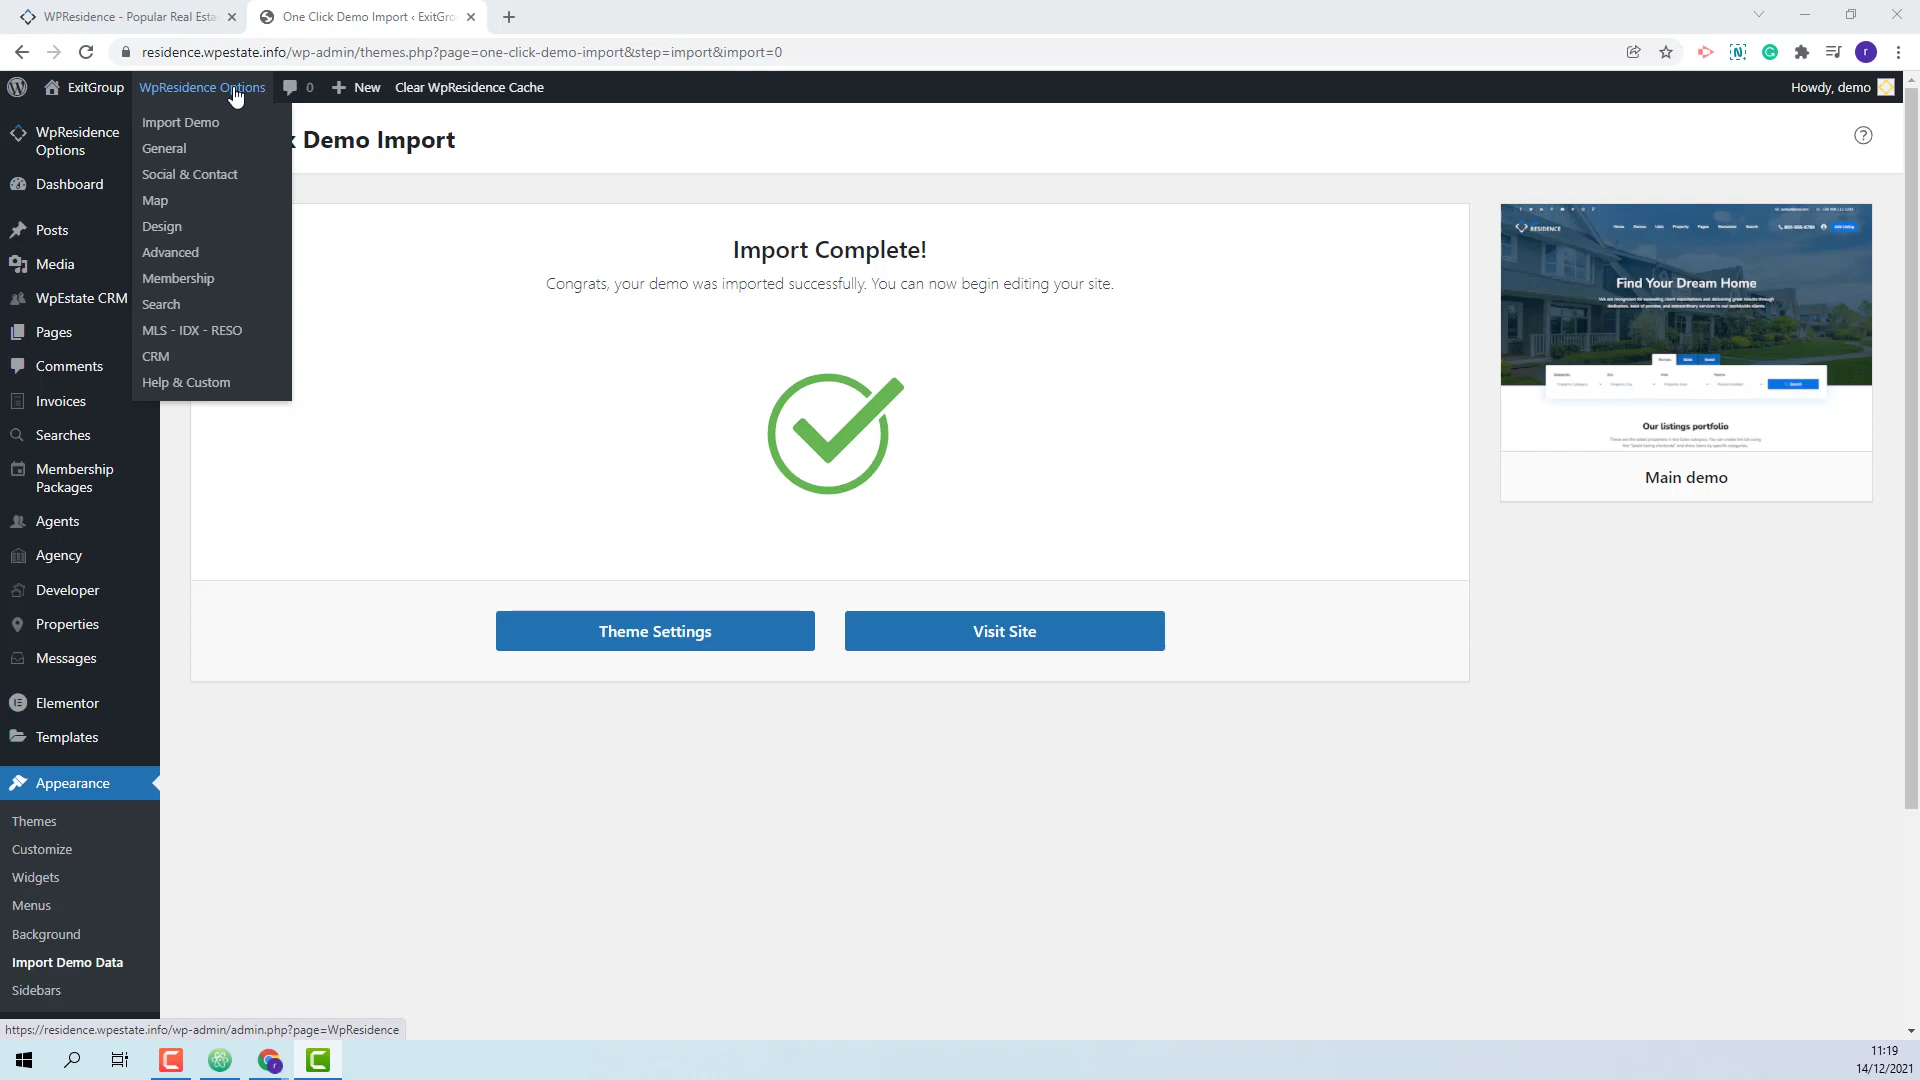 WPResidence - Popular Real Esta
One Click Demo Import ‹ ExitGro
residence.wpestate.info/wp-admin/themes.php?page=one-click-demo-import&step=import&import=0
r
ExitGroup
WpResidence Options
0
New
Clear WpResidence Cache
Howdy, demo
WpResidence
Options
Dashboard
Posts
Media
WpEstate CRM
Pages
Comments
Invoices
Searches
Membership
Packages
Agents
Agency
Developer
Properties
Messages
Elementor
Templates
Appearance
Themes
Customize
Widgets
Menus
Background
Import Demo Data
Sidebars
Import Demo
General
Social & Contact
Map
Design
Advanced
Membership
Search
MLS - IDX - RESO
CRM
Help & Custom
Demo Import
Import Complete!
Congrats, your demo was imported successfully. You can now begin editing your site.
Theme Settings
Visit Site
RESIDENCE
Find Your Dream Home
Our listings portfolio
Main demo
https://residence.wpestate.info/wp-admin/admin.php?page=WpResidence
11:19
14/12/2021